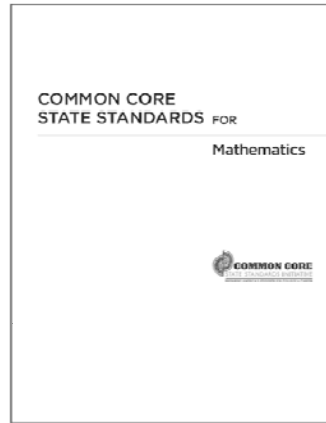 COMMON CORE
STATE STANDARDS FOR
Mathematics
COMMON CORE
STATE STANDARDS INITIATIVE